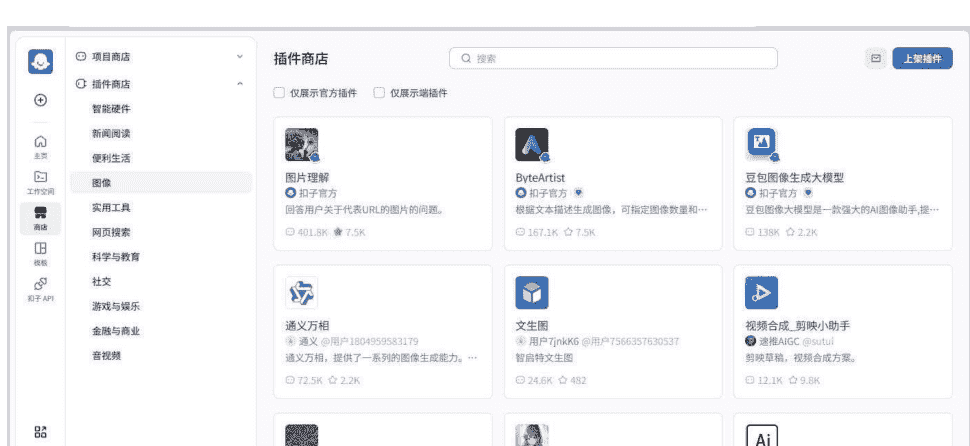 项目商店
插件商店
智能硬件
新闻阅读
便利生活
图像
实用工具
网页搜索
科学与教育
社交
游戏与娱乐
金融与商业
音视频
主页
工作空间
商店
模板
扣子 API
插件商店
搜索
上架插件
仅展示官方插件
仅展示端插件
图片理解
扣子官方
回答用户关于代表URL的图片的问题。
401.8K 7.5K
ByteArtist
扣子官方
根据文本描述生成图像，可指定图像数量和…
167.1K 7.5K
豆包图像生成大模型
扣子官方
豆包图像大模型是一款强大的AI图像助手,提…
138K 2.2K
通义万相
通义 @用户1804959583179
通义万相，提供了一系列的图像生成能力。…
72.5K 2.2K
文生图
用户7jnkK6 @用户7566357630537
智启特文生图
24.6K 482
视频合成_剪映小助手
速推AIGC @sutui
剪映草稿，视频合成方案。
12.1K 9.8K
Ai